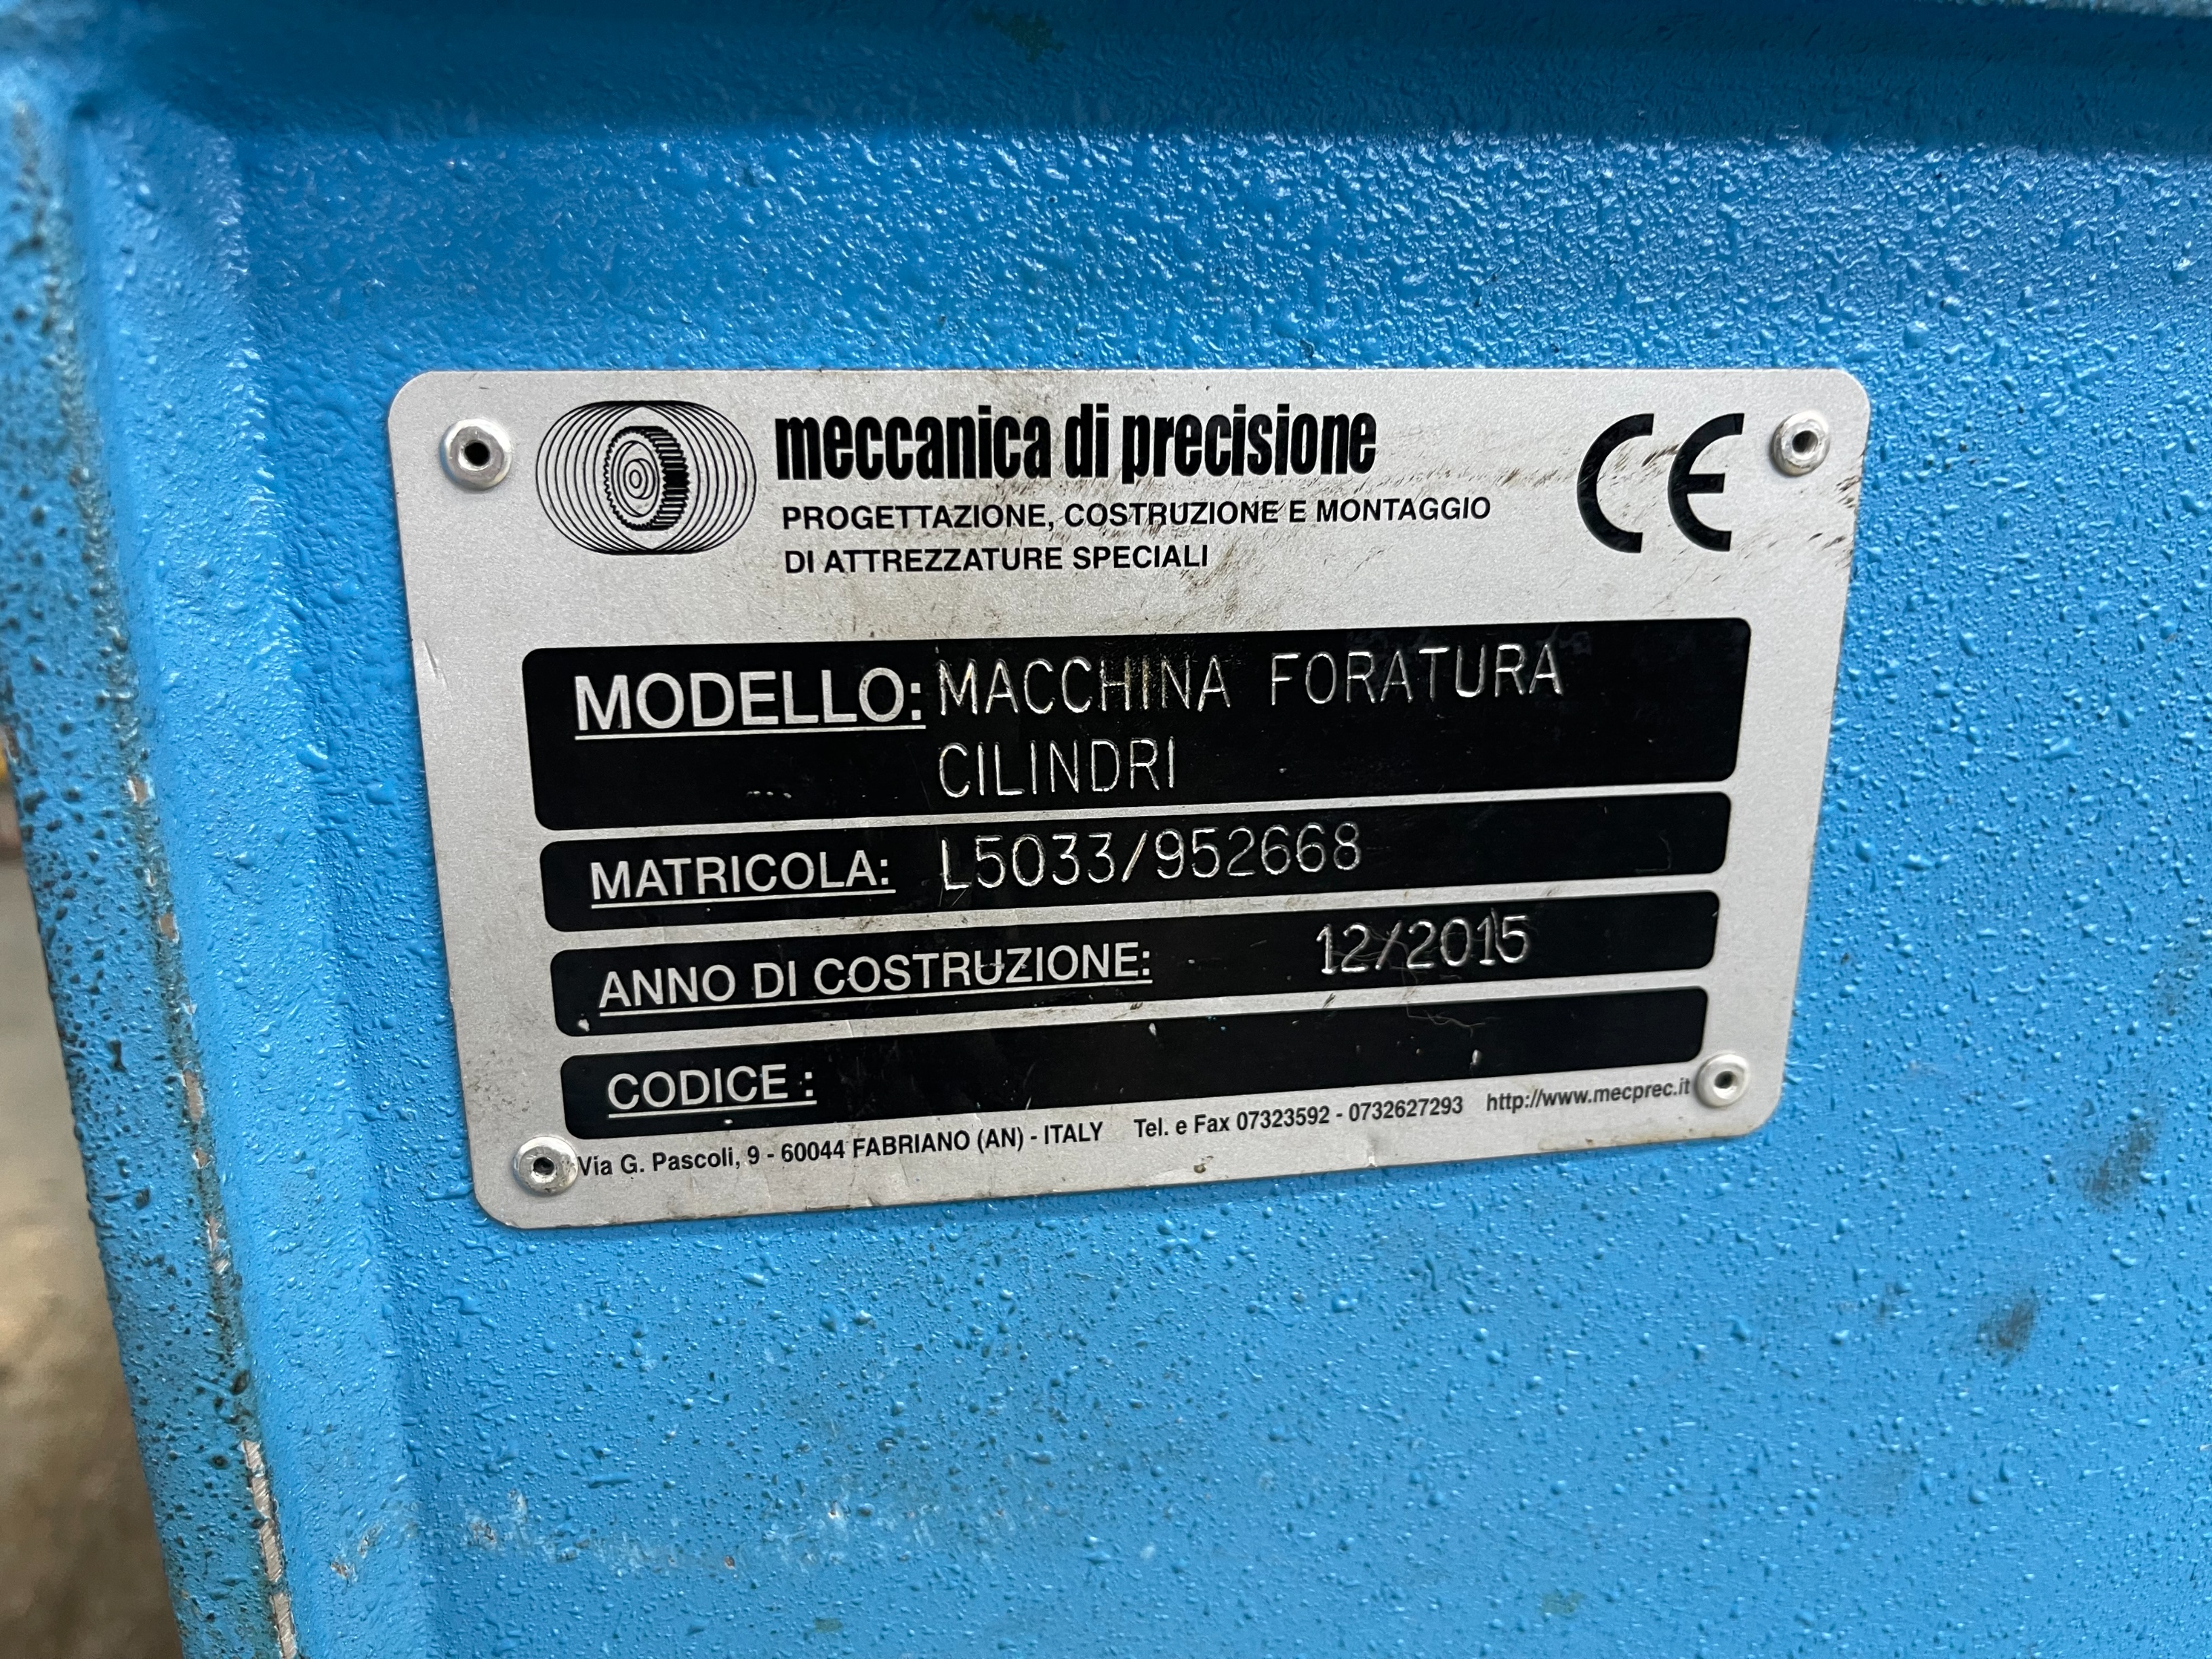 meccanica di precisione
PROGETTAZIONE, COSTRUZIONE E MONTAGGIO
DI ATTREZZATURE SPECIALI
CE
MODELLO: MACCHINA FORATURA
CILINDRI
MATRICOLA: L5033/952668
ANNO DI COSTRUZIONE: 12/2015
CODICE :
Via G. Pascoli, 9 - 60044 FABRIANO (AN) - ITALY Tel. e Fax 07323592 - 0732627293 http://www.mecprec.it